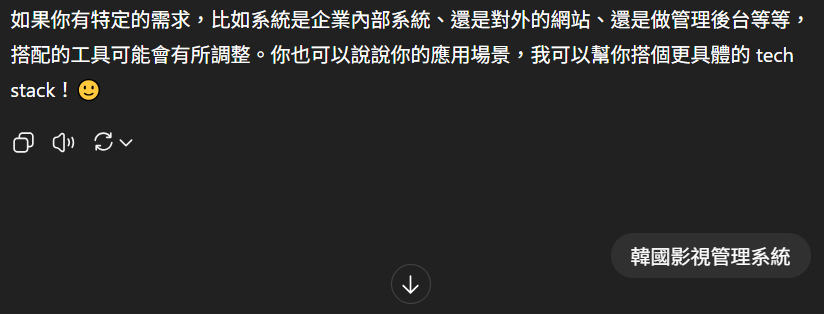 如果你有特定的需求，比如系統是企業內部系統、還是對外的網站、還是做管理後台等等，
搭配的工具可能會有所調整。你也可以說說你的應用場景，我可以幫你搭個更具體的 tech
stack！🙂
韓國影視管理系統